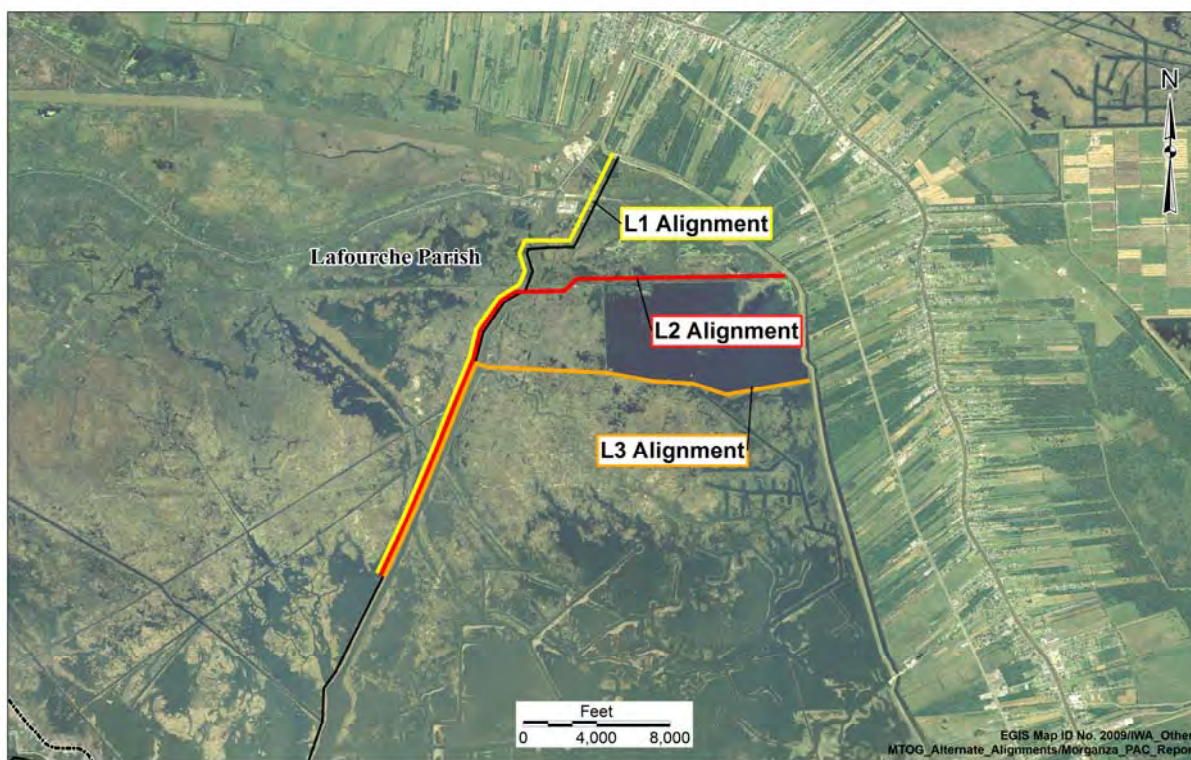 N
L1 Alignment
Lafourche Parish
L2 Alignment
L3 Alignment
Feet
0 4,000 8,000
EGIS Map ID No. 2009/IWA_Other
MTOG_Alternate_Alignments/Morganza_PAC_Repor